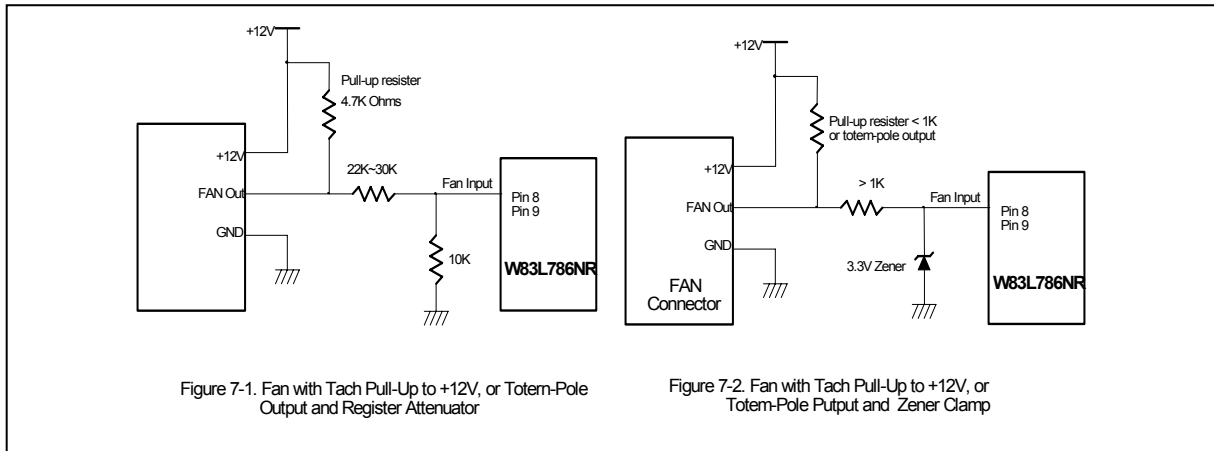 +12V
Pull-up resister
4.7K Ohms
+12V
FAN Out
GND
22K~30K
Fan Input
10K
Pin 8
Pin 9
W83L786NR
Figure 7-1. Fan with Tach Pull-Up to +12V, or Totem-Pole
Output and Register Attenuator
+12V
Pull-up resister < 1K
or totem-pole output
+12V
FAN Out
GND
FAN
Connector
> 1K
Fan Input
3.3V Zener
Pin 8
Pin 9
W83L786NR
Figure 7-2. Fan with Tach Pull-Up to +12V, or
Totem-Pole Putput and Zener Clamp